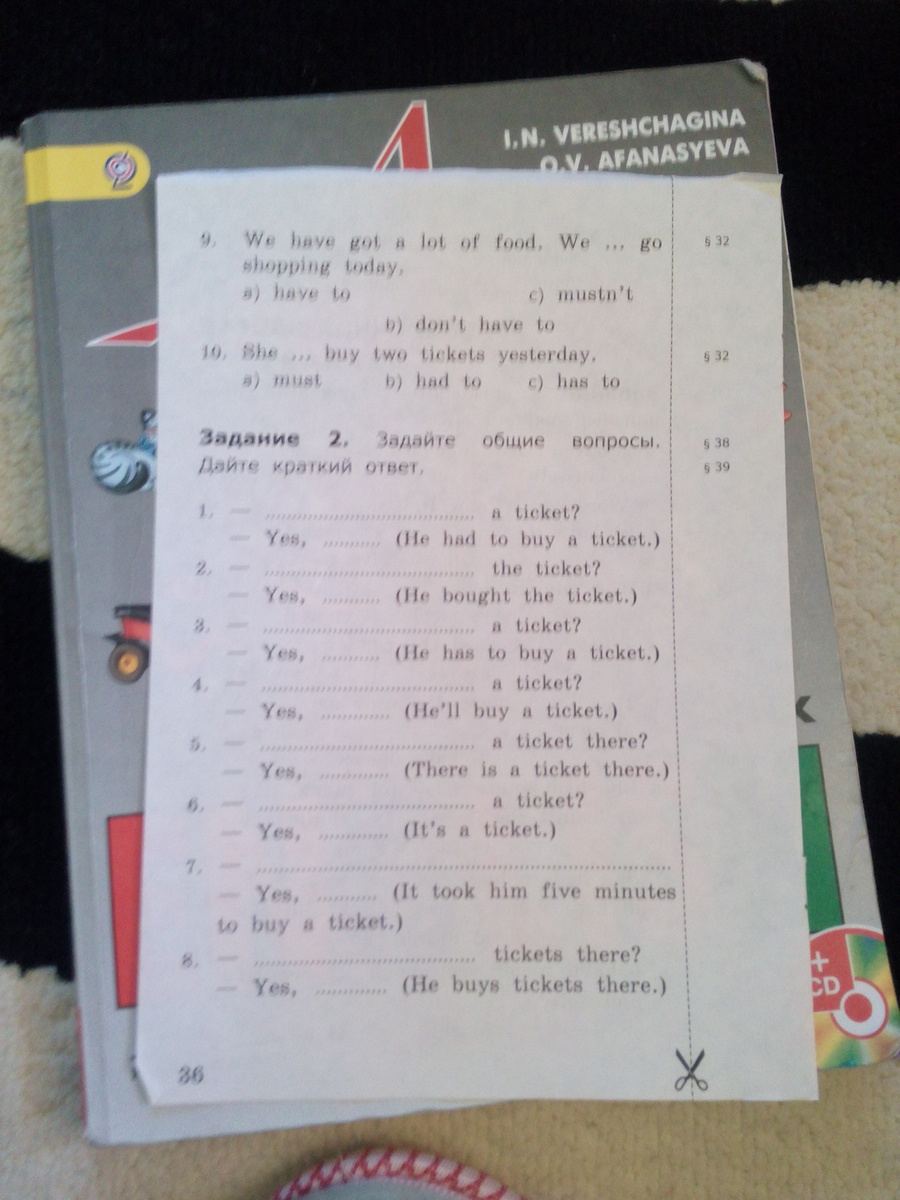 I.N. VERESHCHAGINA
O.V. AFANASYEVA
9. We have got a lot of food. We ... go § 32
shopping today.
a) have to c) mustn't
b) don't have to
10. She ... buy two tickets yesterday. § 32
a) must b) had to c) has to
Задание 2. Задайте общие вопросы. § 38
Дайте краткий ответ. § 39
1. — .................................... a ticket?
— Yes, .......... (He had to buy a ticket.)
2. — .................................... the ticket?
— Yes, .......... (He bought the ticket.)
3. — .................................... a ticket?
— Yes, .......... (He has to buy a ticket.)
4. — .................................... a ticket?
— Yes, ............ (He'll buy a ticket.)
5. — .................................... a ticket there?
— Yes, ............ (There is a ticket there.)
6. — .................................... a ticket?
— Yes, ............ (It's a ticket.)
7. — ......................................................................
— Yes, .......... (It took him five minutes
to buy a ticket.)
8. — .................................... tickets there?
— Yes, ............ (He buys tickets there.)
+
CD
36